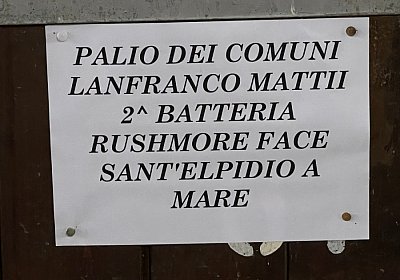 PALIO DEI COMUNI
LANFRANCO MATTII
2^ BATTERIA
RUSHMORE FACE
SANT'ELPIDIO A
MARE